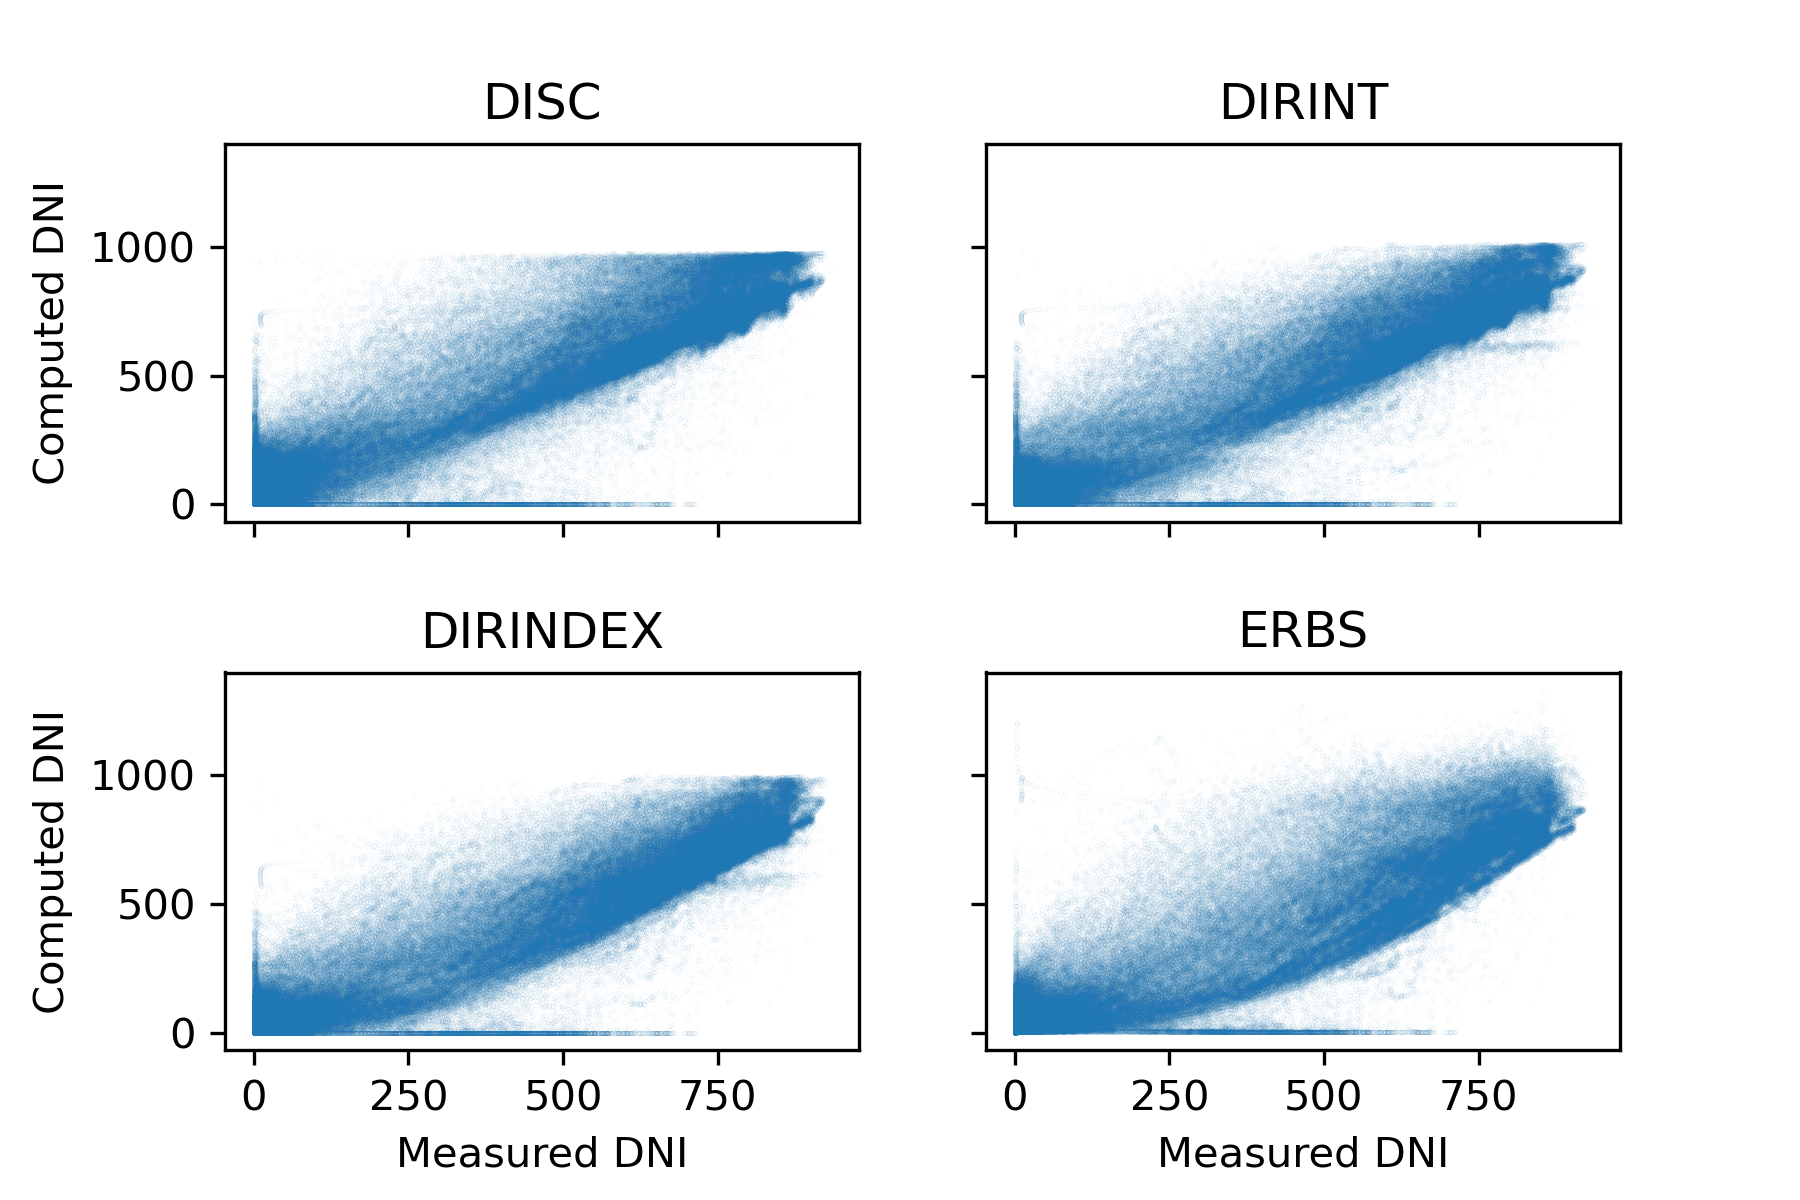 DISC
DIRINT
Computed DNI
1000
500
0
DIRINDEX
ERBS
Computed DNI
1000
500
0
0 250 500 750
0 250 500 750
Measured DNI
Measured DNI